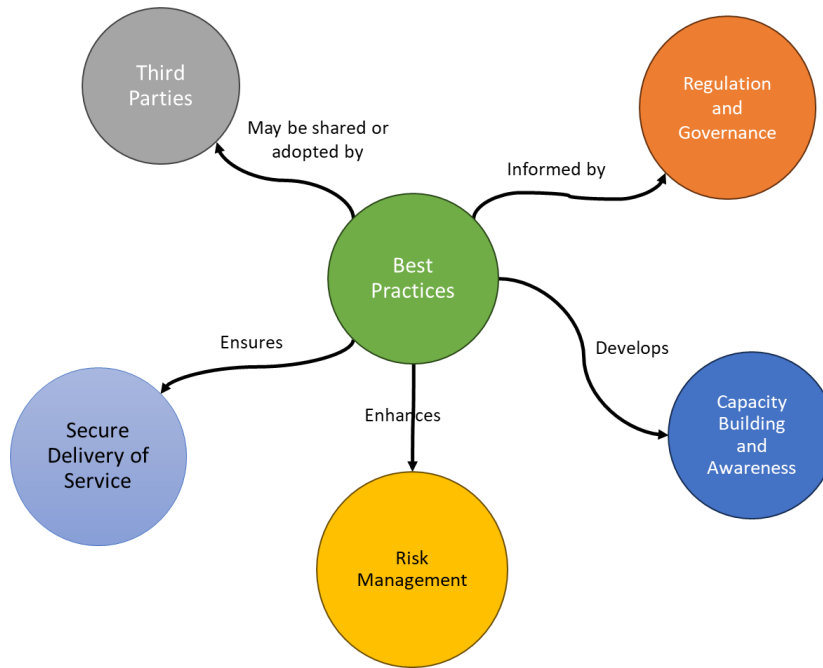 Third
Parties
Regulation
and
Governance
May be shared or
adopted by
Informed by
Best
Practices
Ensures
Develops
Enhances
Capacity
Building
and
Awareness
Secure
Delivery of
Service
Risk
Management